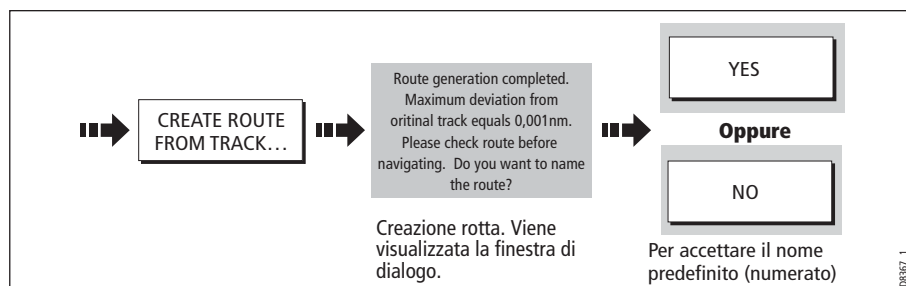 CREATE ROUTE
FROM TRACK...
Route generation completed.
Maximum deviation from
oritinal track equals 0,001nm.
Please check route before
navigating. Do you want to name
the route?
Creazione rotta. Viene
visualizzata la finestra di
dialogo.
YES
Oppure
NO
Per accettare il nome
predefinito (numerato)
D8367_1